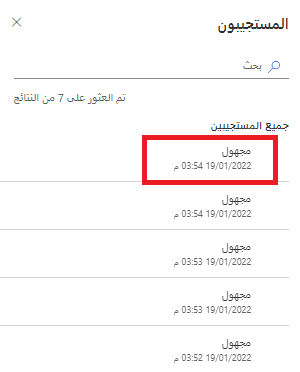 المستجيبون
بحث
تم العثور على 7 من النتائج
جميع المستجيبين
مجهول
19/01/2022 03:54 م
مجهول
19/01/2022 03:54 م
مجهول
19/01/2022 03:53 م
مجهول
19/01/2022 03:53 م
مجهول
19/01/2022 03:52 م